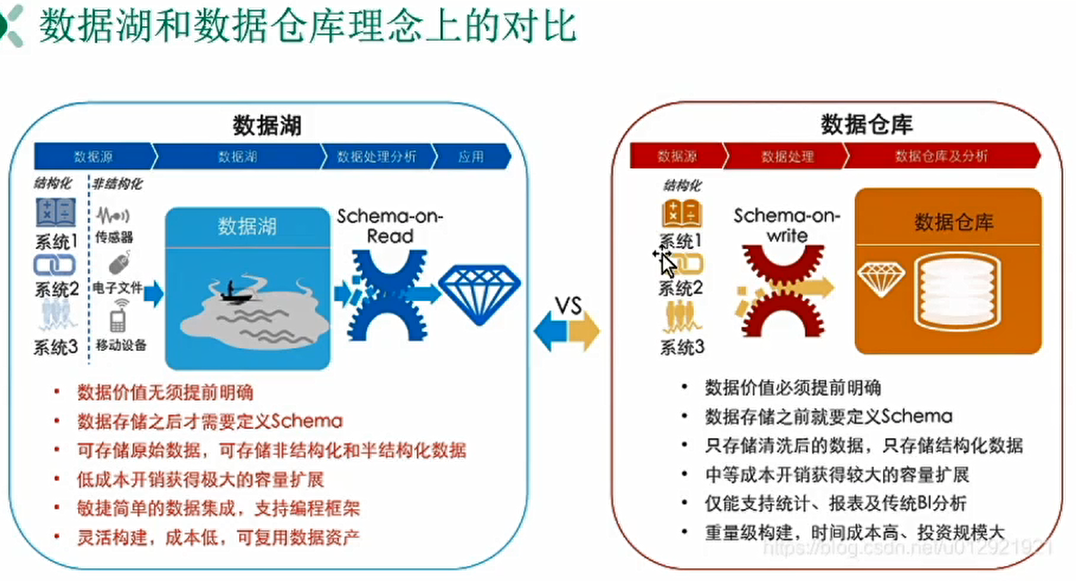 数据湖和数据仓库理念上的对比
数据湖
数据源 数据湖 数据处理分析 应用
结构化 非结构化
系统1
系统2
系统3
传感器
电子文件
移动设备
数据湖
Schema-on-
Read
数据价值无须提前明确
数据存储之后才需要定义Schema
可存储原始数据，可存储非结构化和半结构化数据
低成本开销获得极大的容量扩展
敏捷简单的数据集成，支持编程框架
灵活构建，成本低，可复用数据资产
VS
数据仓库
数据源 数据处理 数据仓库及分析
结构化
系统1
系统2
系统3
Schema-on-
write
数据仓库
数据价值必须提前明确
数据存储之前就要定义Schema
只存储清洗后的数据，只存储结构化数据
中等成本开销获得较大的容量扩展
仅能支持统计、报表及传统BI分析
重量级构建，时间成本高、投资规模大
https://blog.csdn.net/u012921921